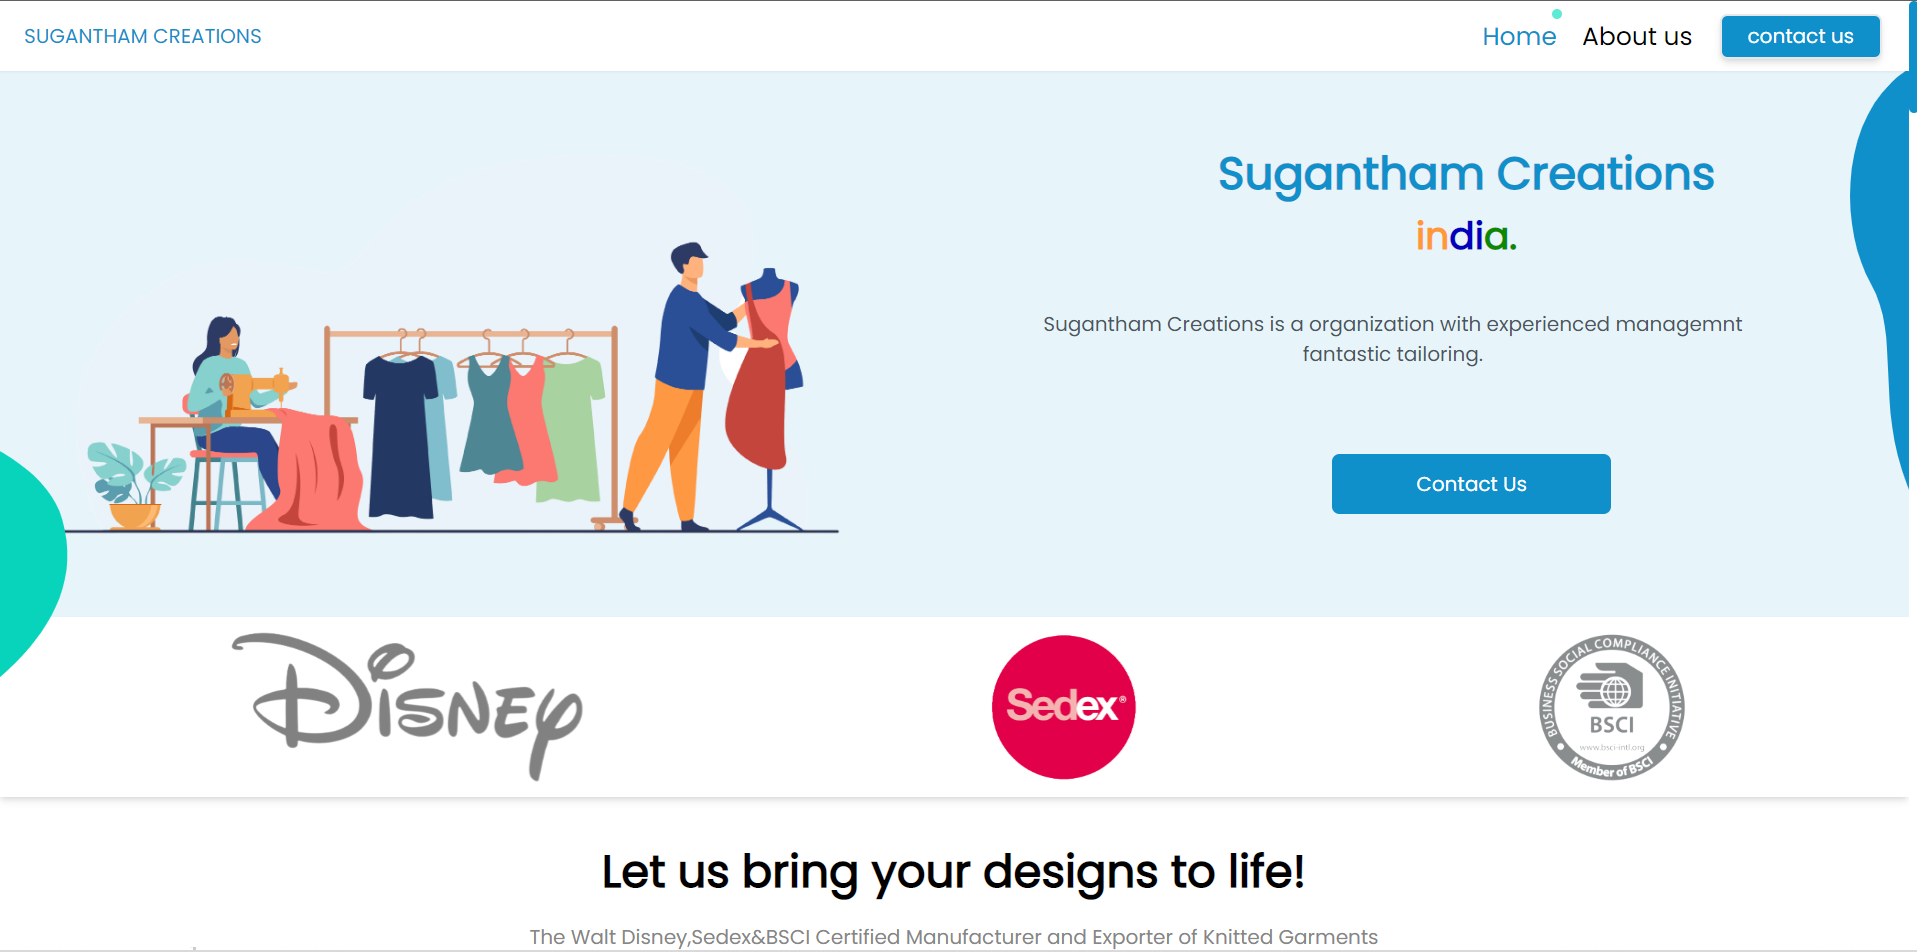 SUGANTHAM CREATIONS
Home
About us
contact us
Sugantham Creations
india.
Sugantham Creations is a organization with experienced managemnt
fantastic tailoring.
Contact Us
Disney
Sedex®
BUSINESS SOCIAL COMPLIANCE INITIATIVE
BSCI
www.bsci-intl.org
Member of BSCI
Let us bring your designs to life!
The Walt Disney,Sedex&BSCI Certified Manufacturer and Exporter of Knitted Garments